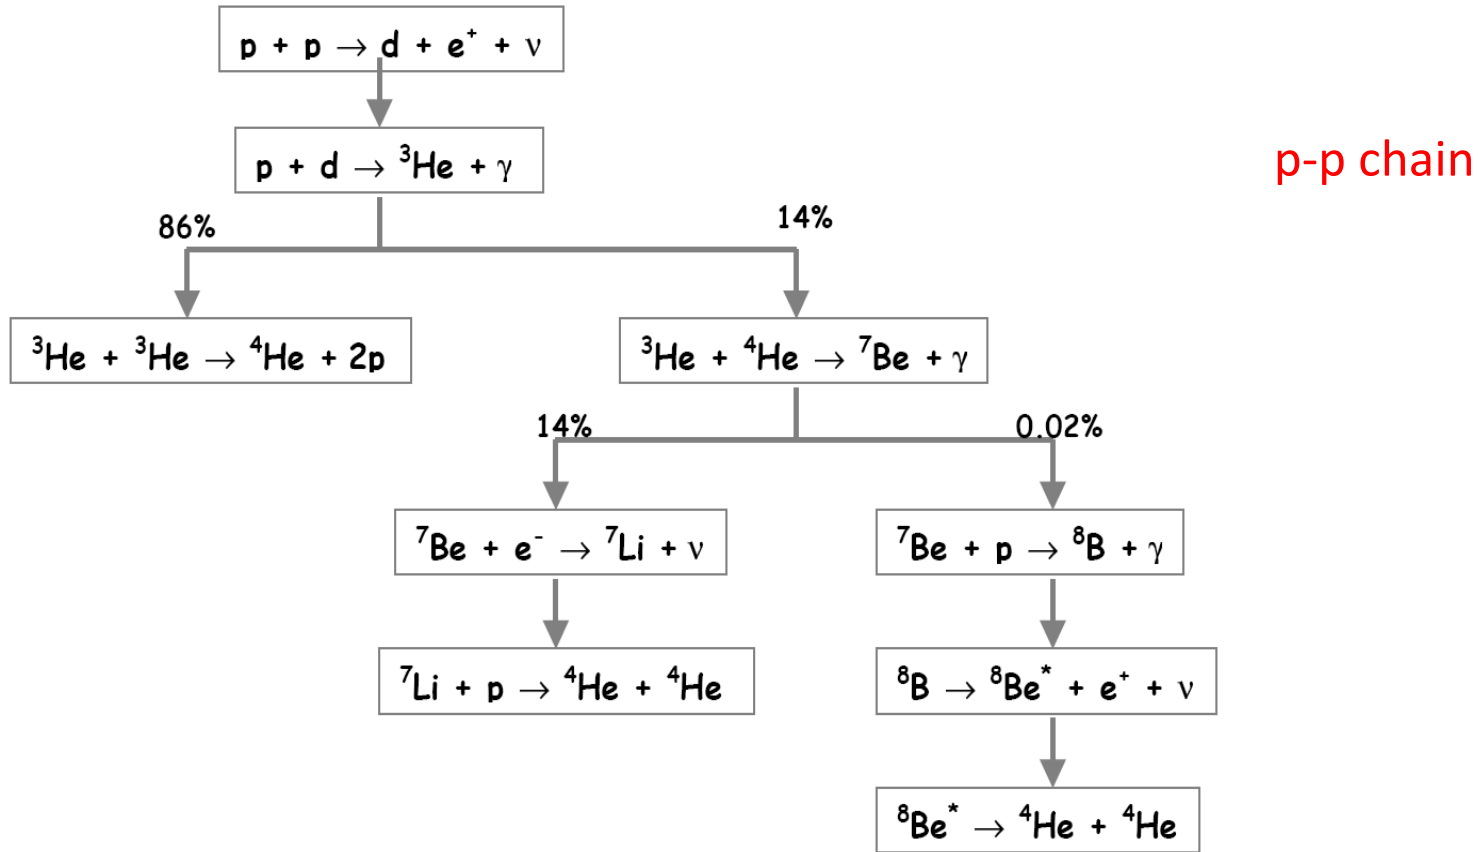 p + p → d + e⁺ + ν
p + d → ³He + γ
p-p chain
86%
14%
³He + ³He → ⁴He + 2p
³He + ⁴He → ⁷Be + γ
14%
0.02%
⁷Be + e⁻ → ⁷Li + ν
⁷Be + p → ⁸B + γ
⁷Li + p → ⁴He + ⁴He
⁸B → ⁸Be* + e⁺ + ν
⁸Be* → ⁴He + ⁴He